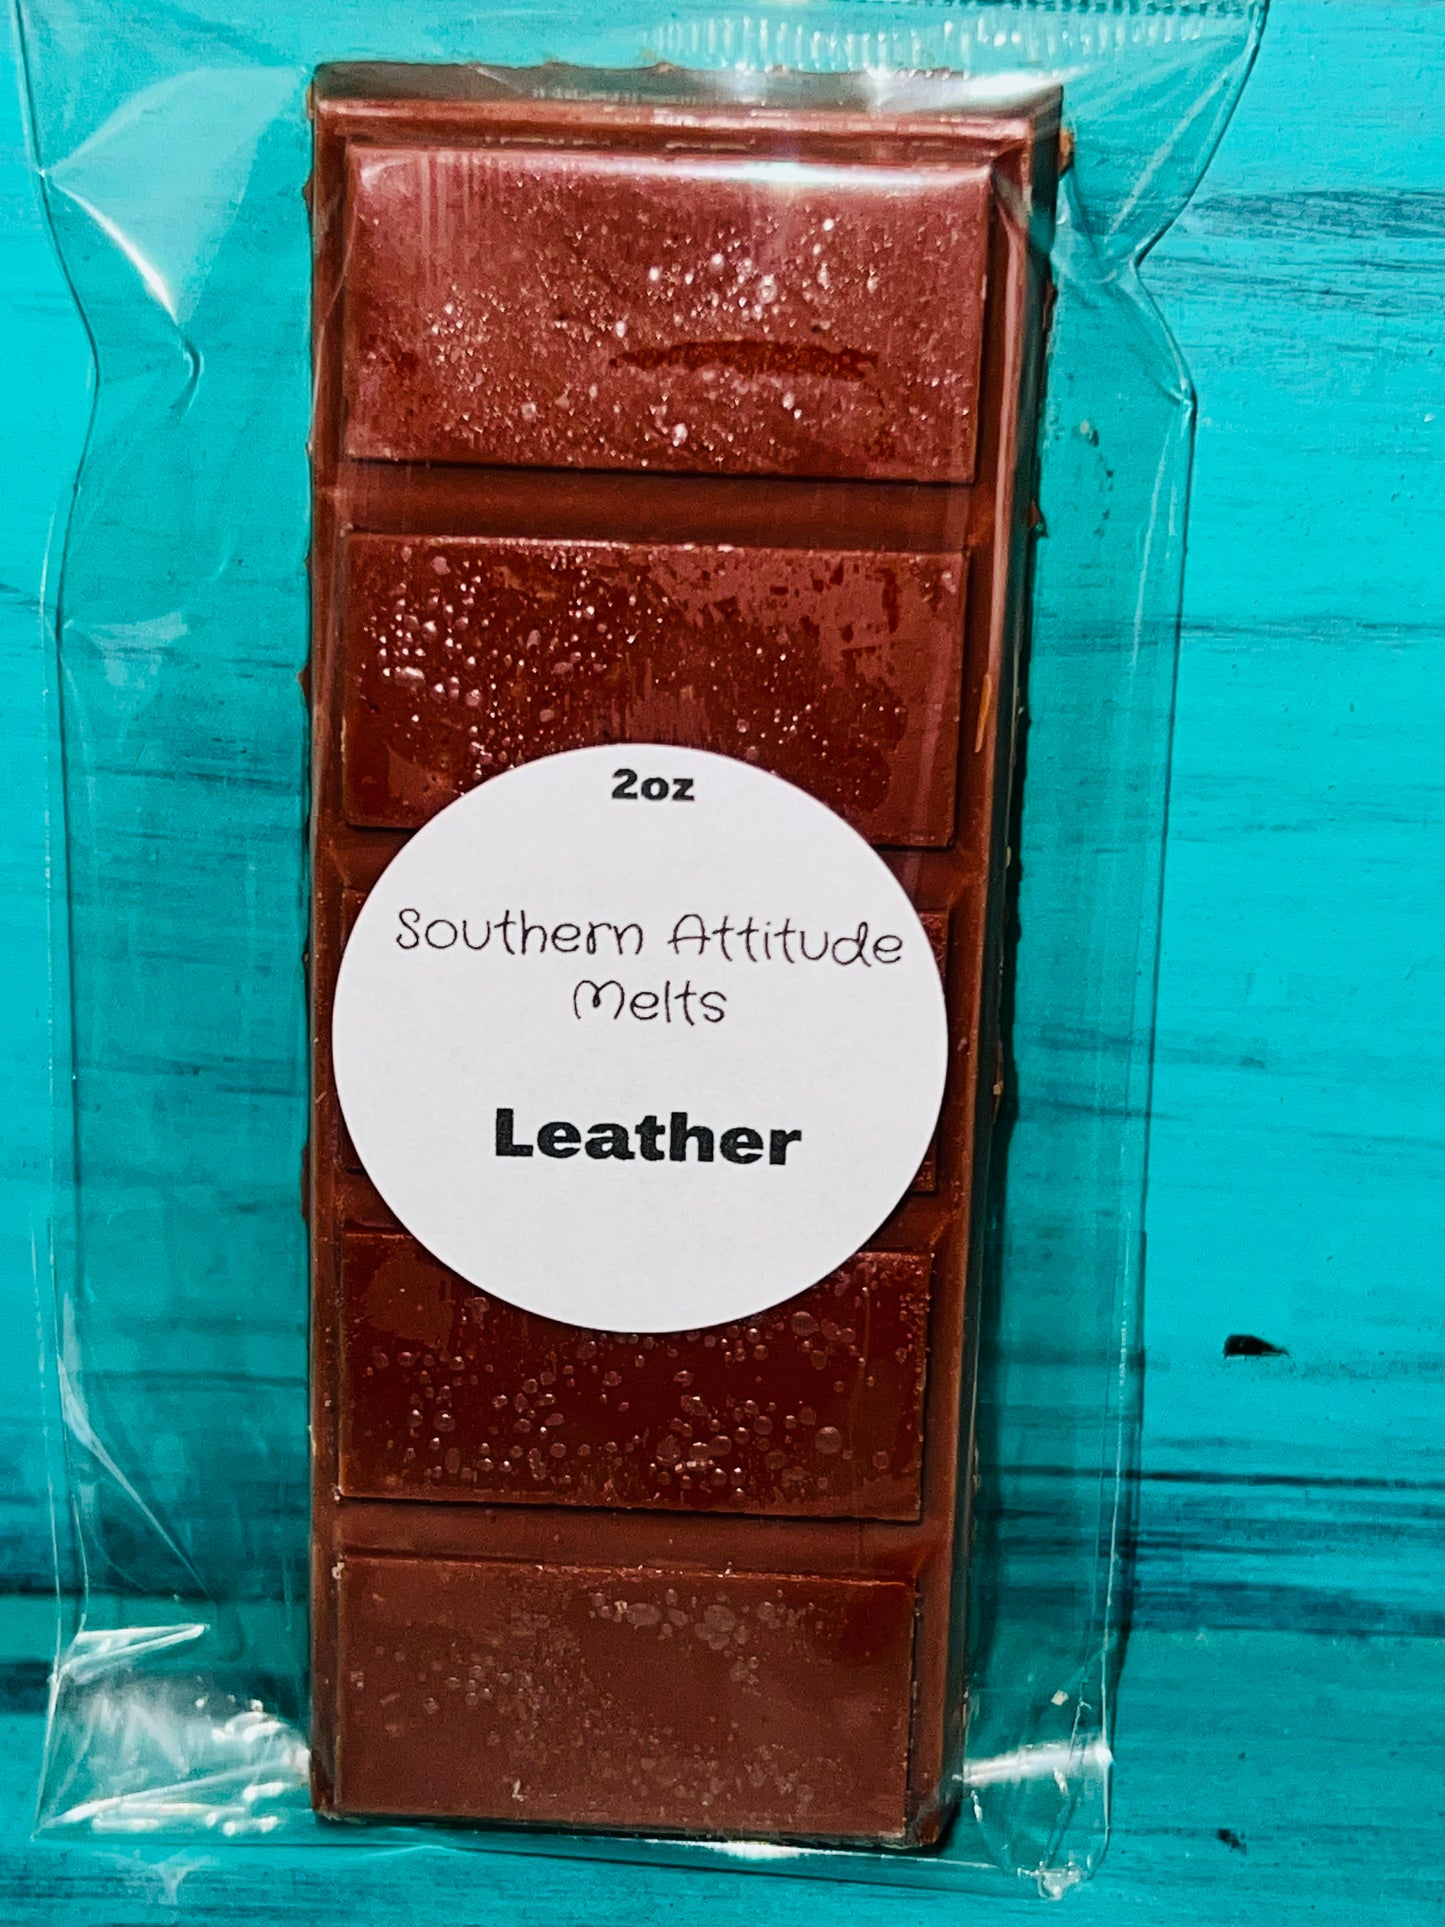 2oz
Southern Attitude
Melts
Leather